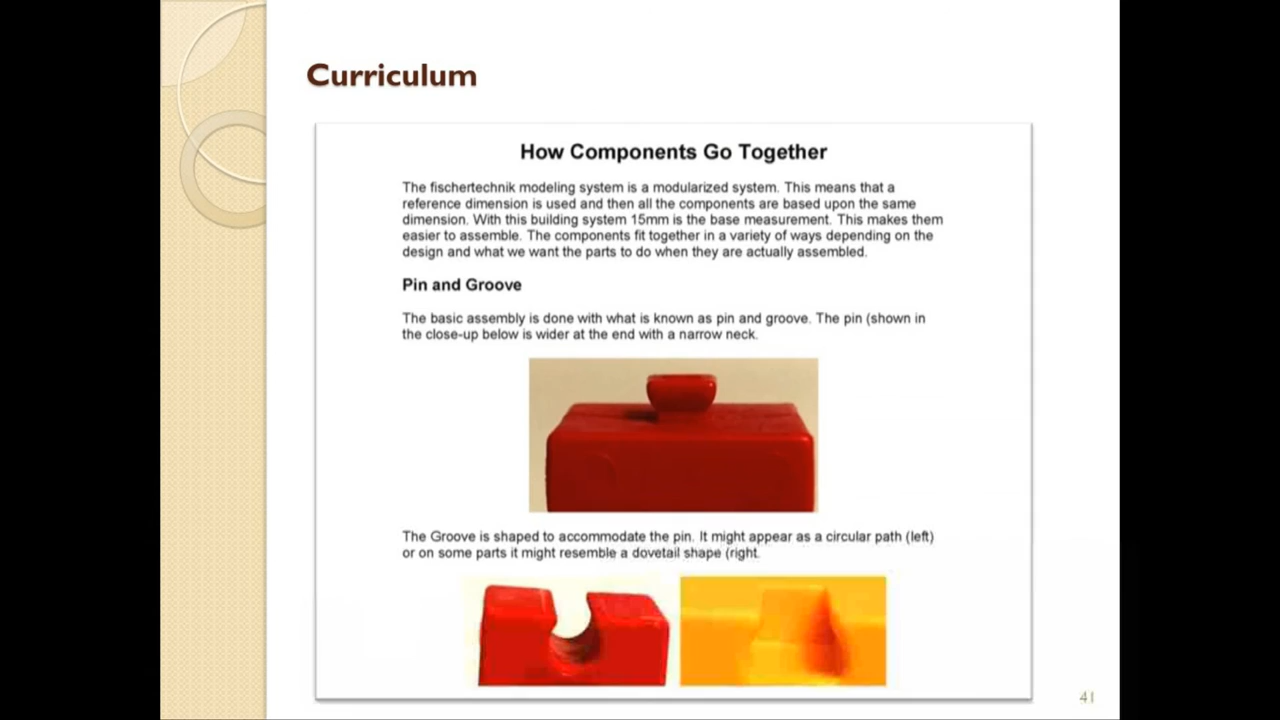 Curriculum
How Components Go Together
The fischertechnik modeling system is a modularized system. This means that a
reference dimension is used and then all the components are based upon the same
dimension. With this building system 15mm is the base measurement. This makes them
easier to assemble. The components fit together in a variety of ways depending on the
design and what we want the parts to do when they are actually assembled.
Pin and Groove
The basic assembly is done with what is known as pin and groove. The pin (shown in
the close-up below is wider at the end with a narrow neck.
The Groove is shaped to accommodate the pin. It might appear as a circular path (left)
or on some parts it might resemble a dovetail shape (right.
41